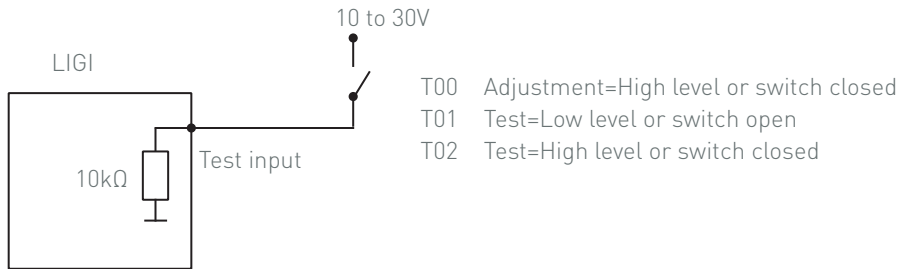 10 to 30V
LIGI
T00 Adjustment=High level or switch closed
T01 Test=Low level or switch open
T02 Test=High level or switch closed
Test input
10kΩ